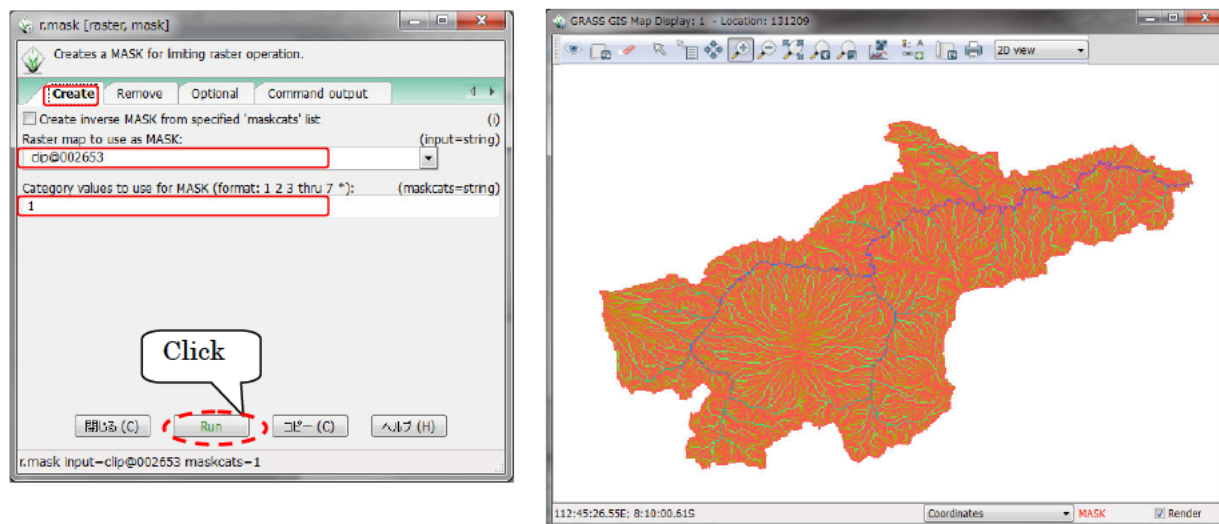 r.mask [raster, mask]
Creates a MASK for limiting raster operation.
Create Remove Optional Command output
Create inverse MASK from specified 'maskcats' list (i)
Raster map to use as MASK: (input=string)
clip@002653
Category values to use for MASK (format: 1 2 3 thru 7 *): (maskcats=string)
1
Click
閉じる (C) Run コピー (C) ヘルプ (H)
r.mask input=clip@002653 maskcats=1
GRASS GIS Map Display: 1 - Location: 131209
2D view
112:45:26.55E; 8:10:00.61S Coordinates MASK Render